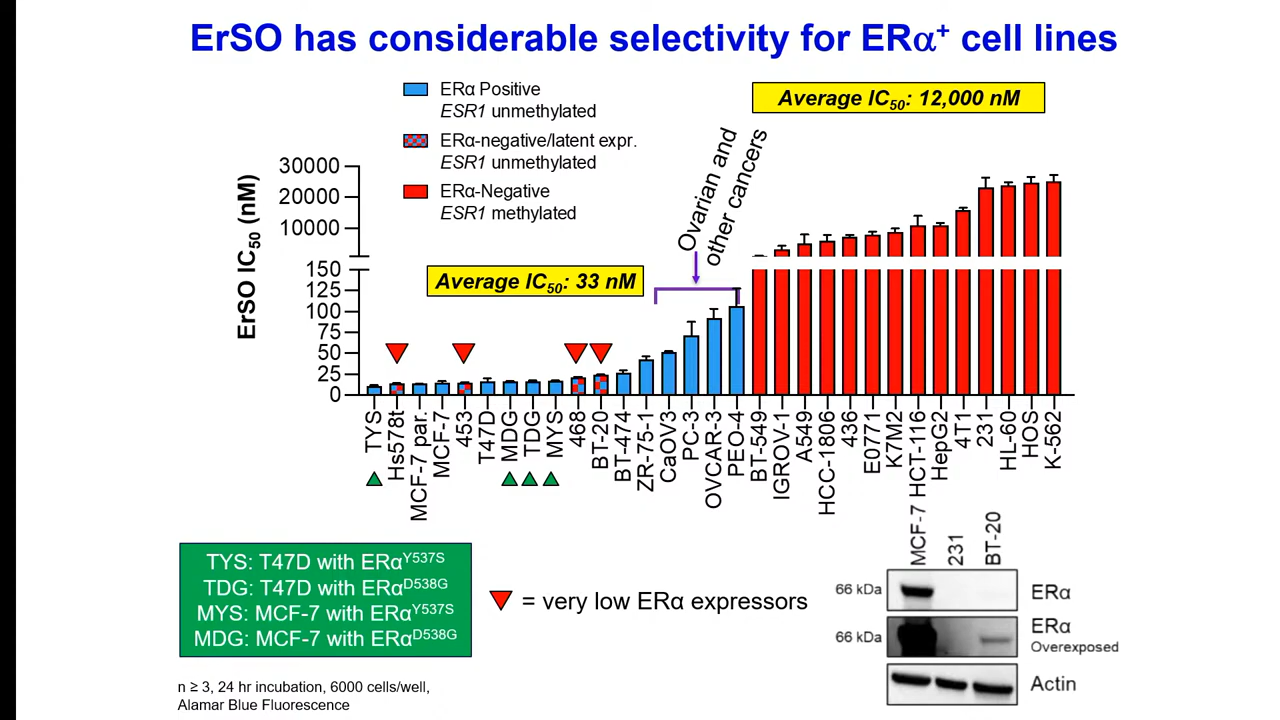 ErSO has considerable selectivity for ERα⁺ cell lines
ERα Positive
ESR1 unmethylated
ERα-negative/latent expr.
ESR1 unmethylated
ERα-Negative
ESR1 methylated
Average IC₅₀: 12,000 nM
Ovarian and
other cancers
Average IC₅₀: 33 nM
ErSO IC₅₀ (nM)
30000
20000
10000
150
125
100
75
50
25
0
TYS
Hs578t
MCF-7 par.
MCF-7
453
T47D
MDG
TDG
MYS
468
BT-20
BT-474
ZR-75-1
CaOV3
PC-3
OVCAR-3
PEO-4
BT-549
IGROV-1
A549
HCC-1806
436
E0771
K7M2
HCT-116
HepG2
4T1
231
HL-60
HOS
K-562
TYS: T47D with ERαY537S
TDG: T47D with ERαD538G
MYS: MCF-7 with ERαY537S
MDG: MCF-7 with ERαD538G
= very low ERα expressors
MCF-7
231
BT-20
66 kDa
ERα
66 kDa
ERα
Overexposed
Actin
n ≥ 3, 24 hr incubation, 6000 cells/well,
Alamar Blue Fluorescence